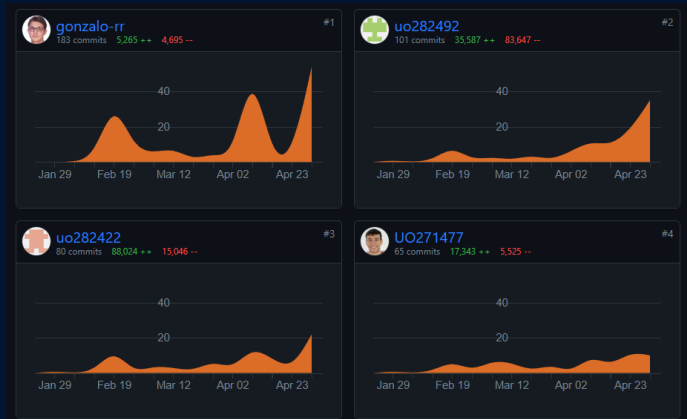 gonzalo-rr #1
183 commits 5,265 ++ 4,695 --
40
20
Jan 29 Feb 19 Mar 12 Apr 02 Apr 23
uo282492 #2
101 commits 35,587 ++ 83,647 --
40
20
Jan 29 Feb 19 Mar 12 Apr 02 Apr 23
uo282422 #3
80 commits 88,024 ++ 15,046 --
40
20
Jan 29 Feb 19 Mar 12 Apr 02 Apr 23
UO271477 #4
65 commits 17,343 ++ 5,525 --
40
20
Jan 29 Feb 19 Mar 12 Apr 02 Apr 23